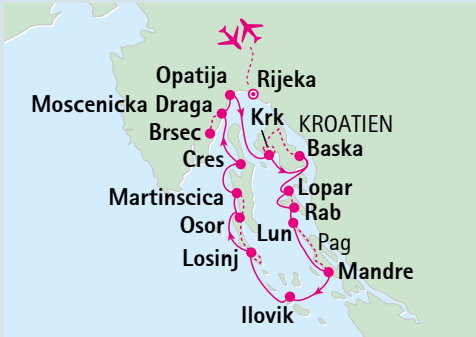 Opatija
Rijeka
Moscenicka Draga
Krk
KROATIEN
Brsec
Baska
Cres
Lopar
Martinscica
Rab
Osor
Lun
Pag
Losinj
Mandre
Ilovik